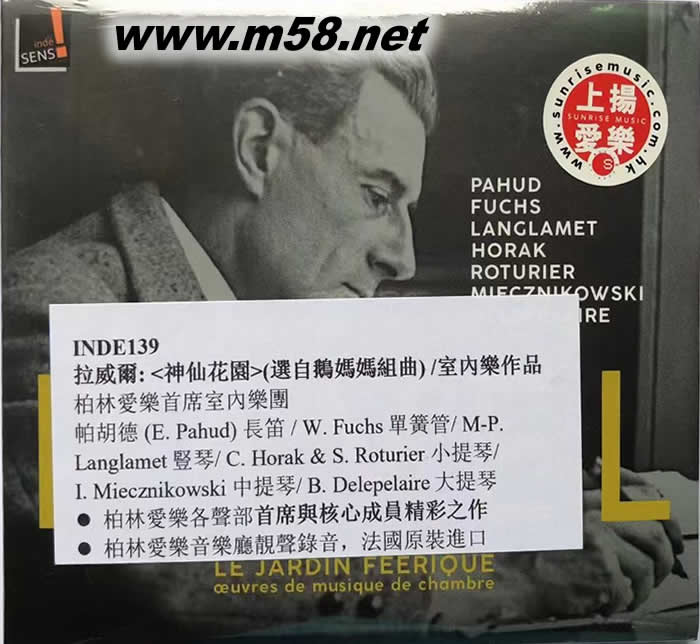 www.m58.net
indé
SENS!
www.sunrisemusic.com.hk
上揚
SUNRISE MUSIC
愛樂
S
PAHUD
FUCHS
LANGLAMET
HORAK
ROTURIER
MIECZNIKOWSKI
INDE139
拉威爾: <神仙花園>(選自鵝媽媽組曲) /室內樂作品
柏林愛樂首席室內樂團
帕胡德 (E. Pahud) 長笛 / W. Fuchs 單簧管/ M-P.
Langlamet 豎琴/ C. Horak & S. Roturier 小提琴/
I. Miecznikowski 中提琴/ B. Delepelaire 大提琴
● 柏林愛樂各聲部首席與核心成員精彩之作
● 柏林愛樂音樂廳靚聲錄音，法國原裝進口
L
LE JARDIN FÉERIQUE
œuvres de musique de chambre